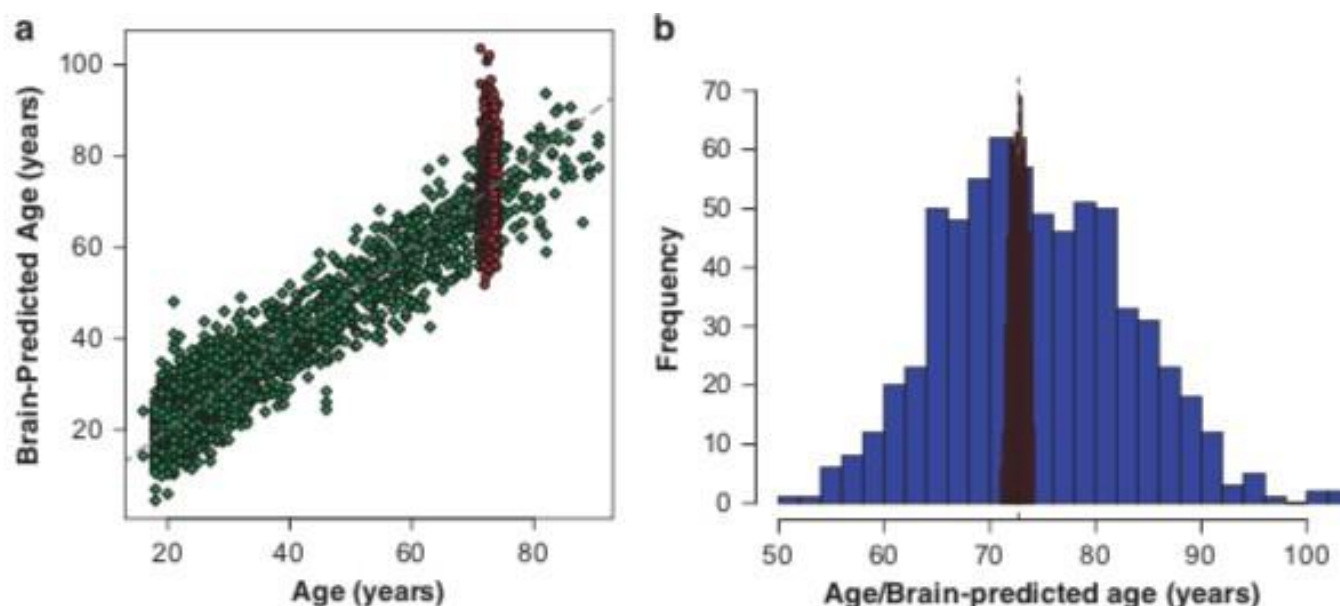 a
b
Brain-Predicted Age (years)
100
80
60
40
20
20 40 60 80
Age (years)
Frequency
70
60
50
40
30
20
10
0
50 60 70 80 90 100
Age/Brain-predicted age (years)